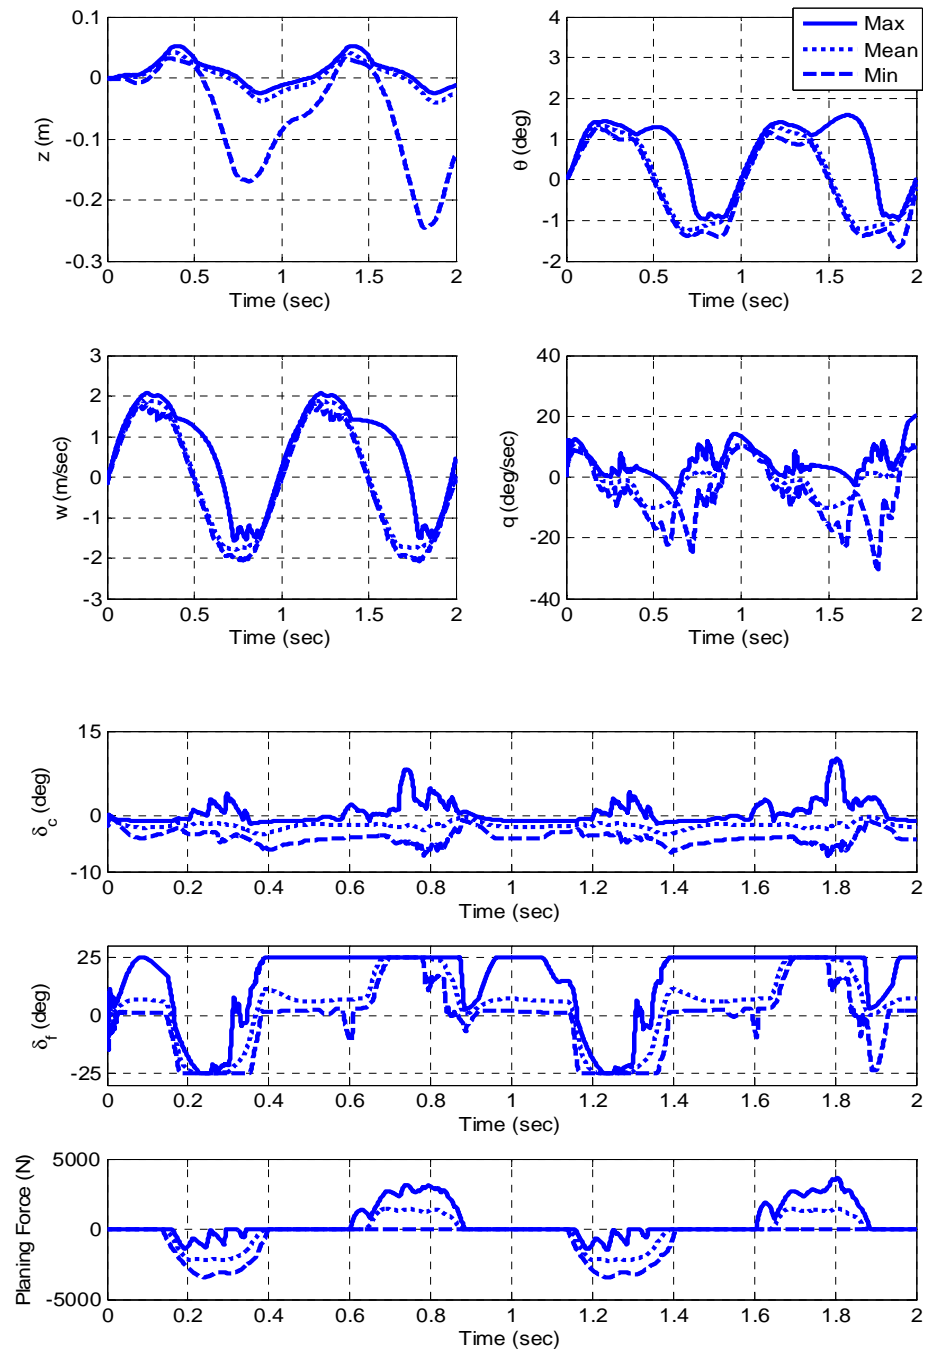 0.1
0
-0.1
-0.2
-0.3
z (m)
0 0.5 1 1.5 2
Time (sec)
4
3
2
1
0
-1
-2
θ (deg)
0 0.5 1 1.5 2
Time (sec)
Max
Mean
Min
3
2
1
0
-1
-2
-3
w (m/sec)
0 0.5 1 1.5 2
Time (sec)
40
20
0
-20
-40
q (deg/sec)
0 0.5 1 1.5 2
Time (sec)
15
0
-10
δc (deg)
0 0.2 0.4 0.6 0.8 1 1.2 1.4 1.6 1.8 2
Time (sec)
25
0
-25
δf (deg)
0 0.2 0.4 0.6 0.8 1 1.2 1.4 1.6 1.8 2
Time (sec)
5000
0
-5000
Planing Force (N)
0 0.2 0.4 0.6 0.8 1 1.2 1.4 1.6 1.8 2
Time (sec)